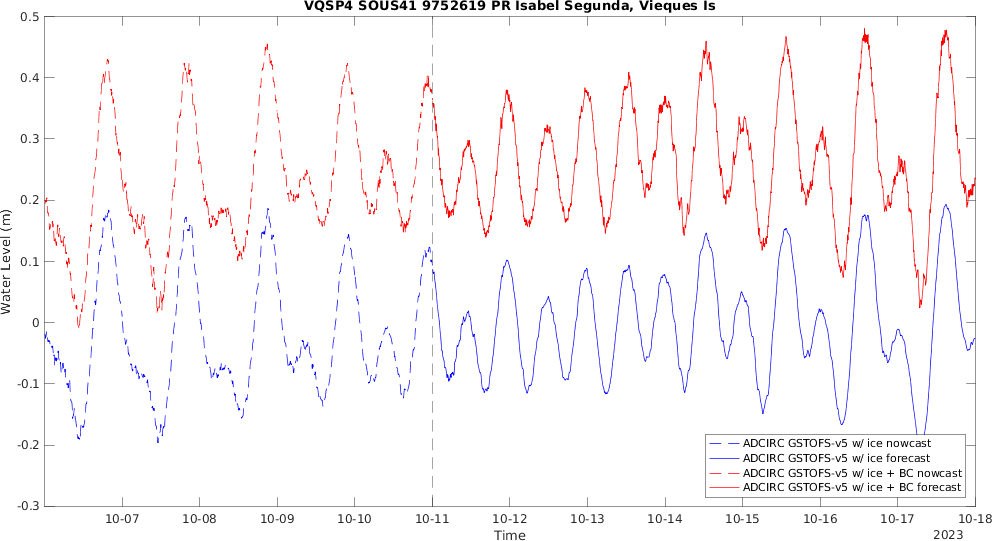 VQSP4 SOUS41 9752619 PR Isabel Segunda, Vieques Is
0.5
0.4
0.3
0.2
0.1
0
-0.1
-0.2
-0.3
Water Level (m)
10-07 10-08 10-09 10-10 10-11 10-12 10-13 10-14 10-15 10-16 10-17 10-18
2023
Time
ADCIRC GSTOFS-v5 w/ ice nowcast
ADCIRC GSTOFS-v5 w/ ice forecast
ADCIRC GSTOFS-v5 w/ ice + BC nowcast
ADCIRC GSTOFS-v5 w/ ice + BC forecast